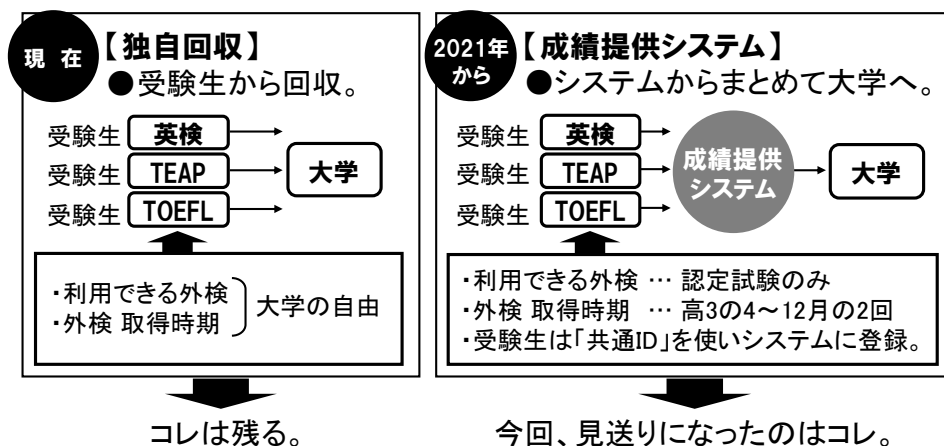 現 在
【独自回収】
●受験生から回収。
受験生 英検
受験生 TEAP
受験生 TOEFL
大学
・利用できる外検
・外検 取得時期
大学の自由
コレは残る。
2021年
から
【成績提供システム】
●システムからまとめて大学へ。
受験生 英検
受験生 TEAP
受験生 TOEFL
成績提供
システム
大学
・利用できる外検 … 認定試験のみ
・外検 取得時期 … 高3の4〜12月の2回
・受験生は「共通ID」を使いシステムに登録。
今回、見送りになったのはコレ。